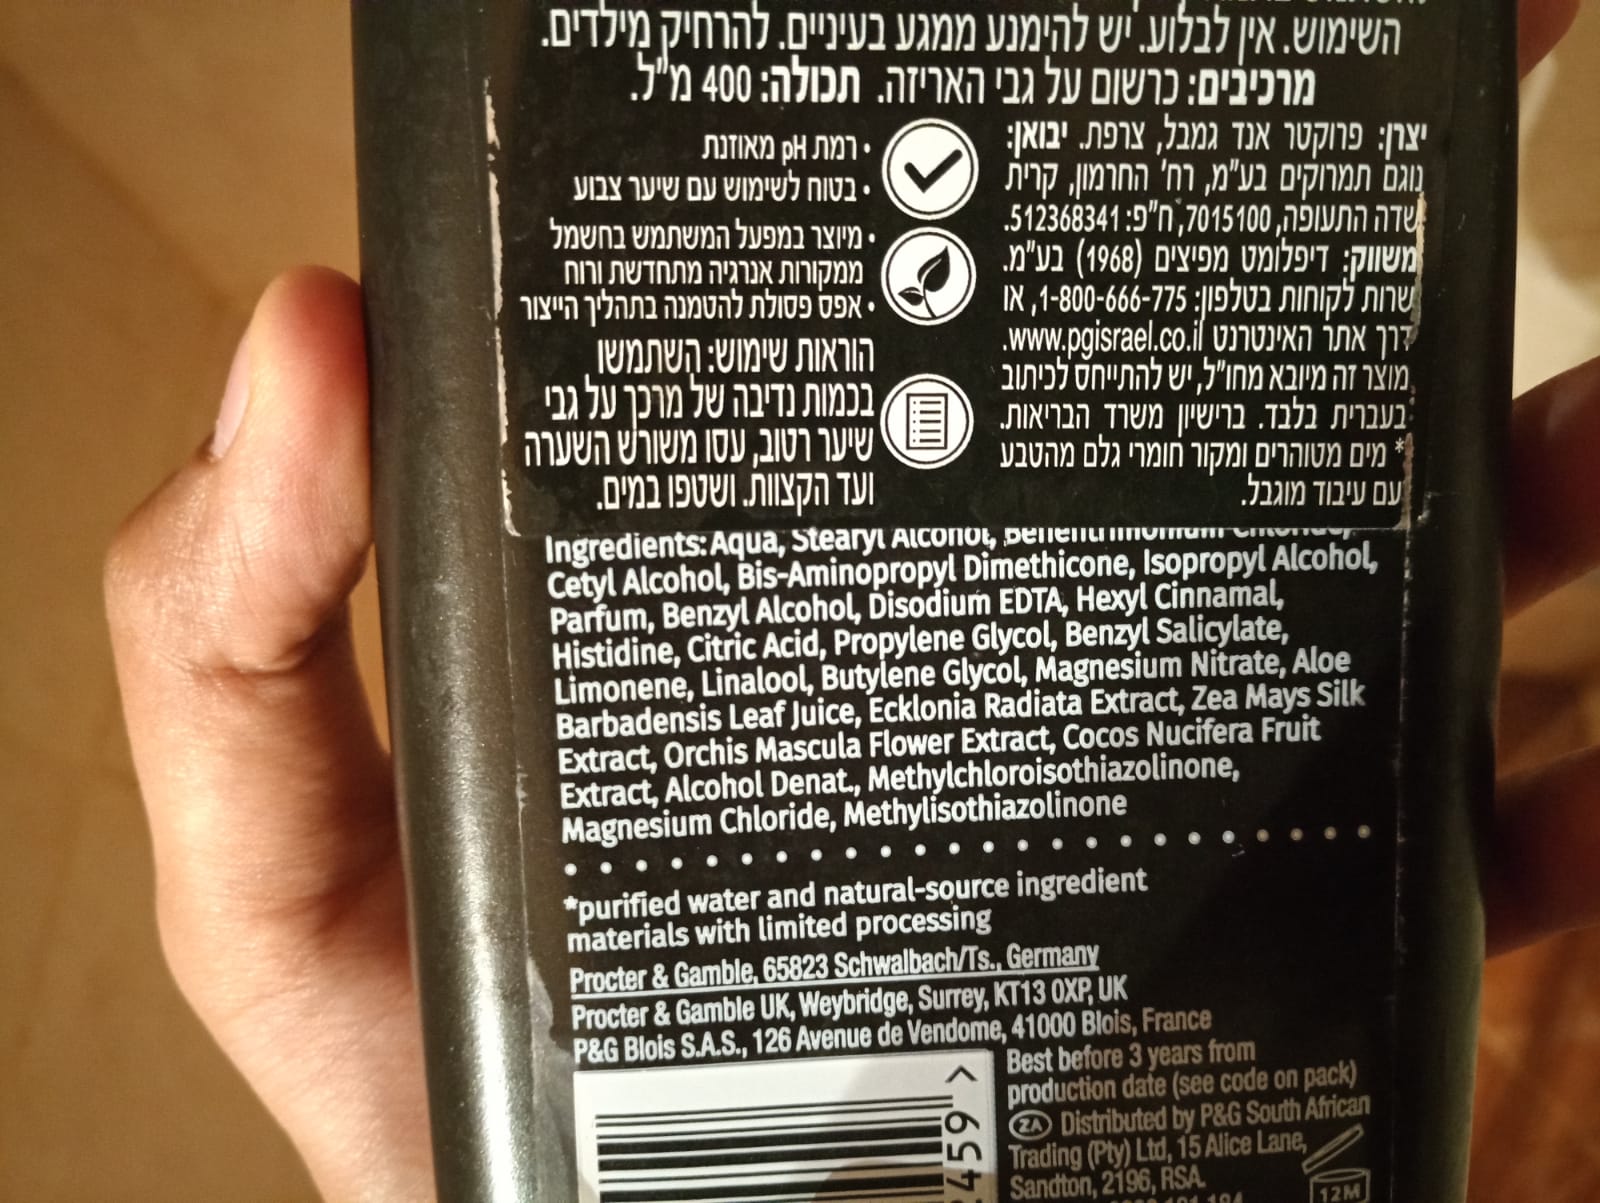 השימוש. אין לבלוע. יש להימנע ממגע בעיניים. להרחיק מילדים.
מרכיבים: כרשום על גבי האריזה. תכולה: 400 מ"ל.
יצרן: פרוקטר אנד גמבל, צרפת. יבואן:
נוגם תמרוקים בע"מ, רח' החרמון, קרית
שדה התעופה, 7015100, ח"פ: 512368341.
משווק: דיפלומט מפיצים (1968) בע"מ.
שרות לקוחות בטלפון: 1-800-666-775, או
דרך אתר האינטרנט www.pgisrael.co.il.
מוצר זה מיובא מחו"ל, יש להתייחס לכיתוב
בעברית בלבד. ברישיון משרד הבריאות.
* מים מטוהרים ומקור חומרי גלם מהטבע
עם עיבוד מוגבל.
• רמת pH מאוזנת
• בטוח לשימוש עם שיער צבוע
• מיוצר במפעל המשתמש בחשמל
ממקורות אנרגיה מתחדשת ורוח
• אפס פסולת להטמנה בתהליך הייצור
הוראות שימוש: השתמשו
בכמות נדיבה של מרכך על גבי
שיער רטוב, עסו משורש השערה
ועד הקצוות. ושטפו במים.
Ingredients: Aqua, Stearyl Alcohol, Behentrimonium Chloride,
Cetyl Alcohol, Bis-Aminopropyl Dimethicone, Isopropyl Alcohol,
Parfum, Benzyl Alcohol, Disodium EDTA, Hexyl Cinnamal,
Histidine, Citric Acid, Propylene Glycol, Benzyl Salicylate,
Limonene, Linalool, Butylene Glycol, Magnesium Nitrate, Aloe
Barbadensis Leaf Juice, Ecklonia Radiata Extract, Zea Mays Silk
Extract, Orchis Mascula Flower Extract, Cocos Nucifera Fruit
Extract, Alcohol Denat., Methylchloroisothiazolinone,
Magnesium Chloride, Methylisothiazolinone
*purified water and natural-source ingredient
materials with limited processing
Procter & Gamble, 65823 Schwalbach/Ts., Germany
Procter & Gamble UK, Weybridge, Surrey, KT13 0XP, UK
P&G Blois S.A.S., 126 Avenue de Vendome, 41000 Blois, France
Best before 3 years from
production date (see code on pack)
ZA Distributed by P&G South African
Trading (Pty) Ltd, 15 Alice Lane,
Sandton, 2196, RSA.
12M
459 >